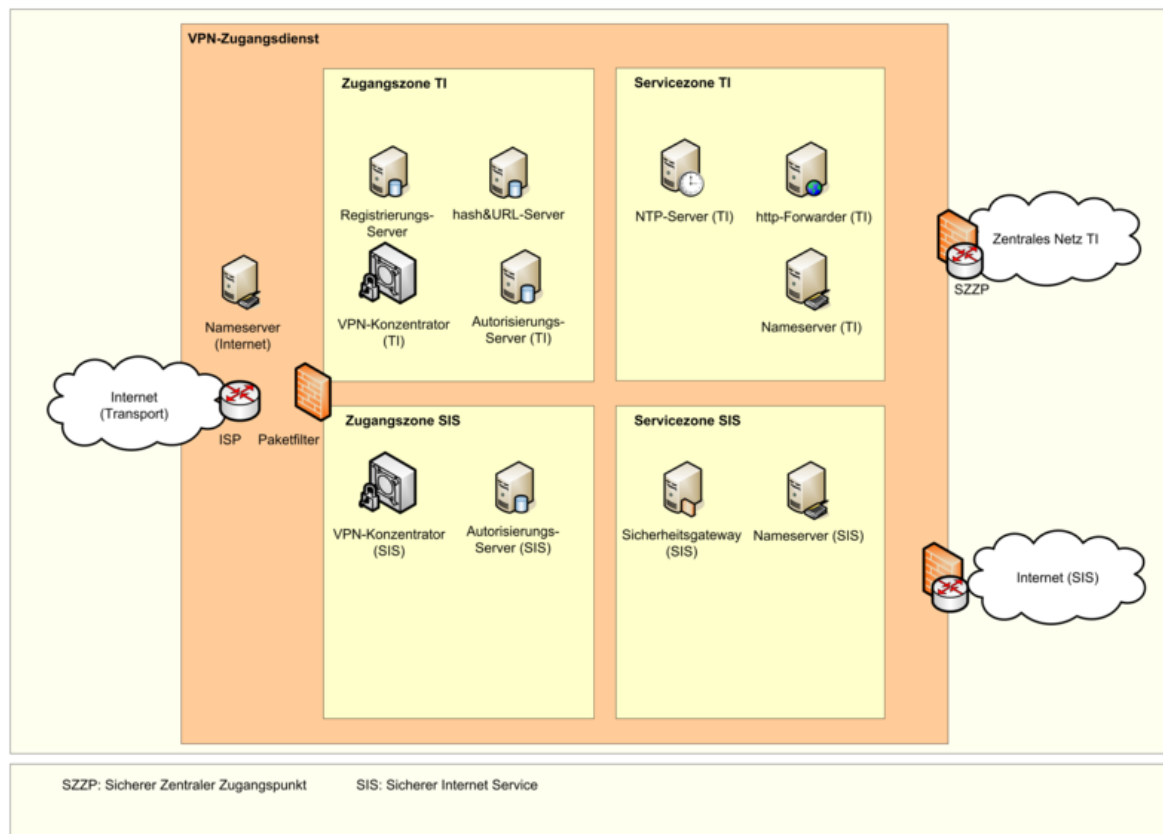 VPN-Zugangsdienst
Zugangszone TI
Registrierungs-
Server
hash&URL-Server
VPN-Konzentrator
(TI)
Autorisierungs-
Server (TI)
Servicezone TI
NTP-Server (TI)
http-Forwarder (TI)
Nameserver (TI)
Zentrales Netz TI
SZZP
Nameserver
(Internet)
Internet
(Transport)
ISP
Paketfilter
Zugangszone SIS
VPN-Konzentrator
(SIS)
Autorisierungs-
Server (SIS)
Servicezone SIS
Sicherheitsgateway
(SIS)
Nameserver (SIS)
Internet (SIS)
SZZP: Sicherer Zentraler Zugangspunkt
SIS: Sicherer Internet Service